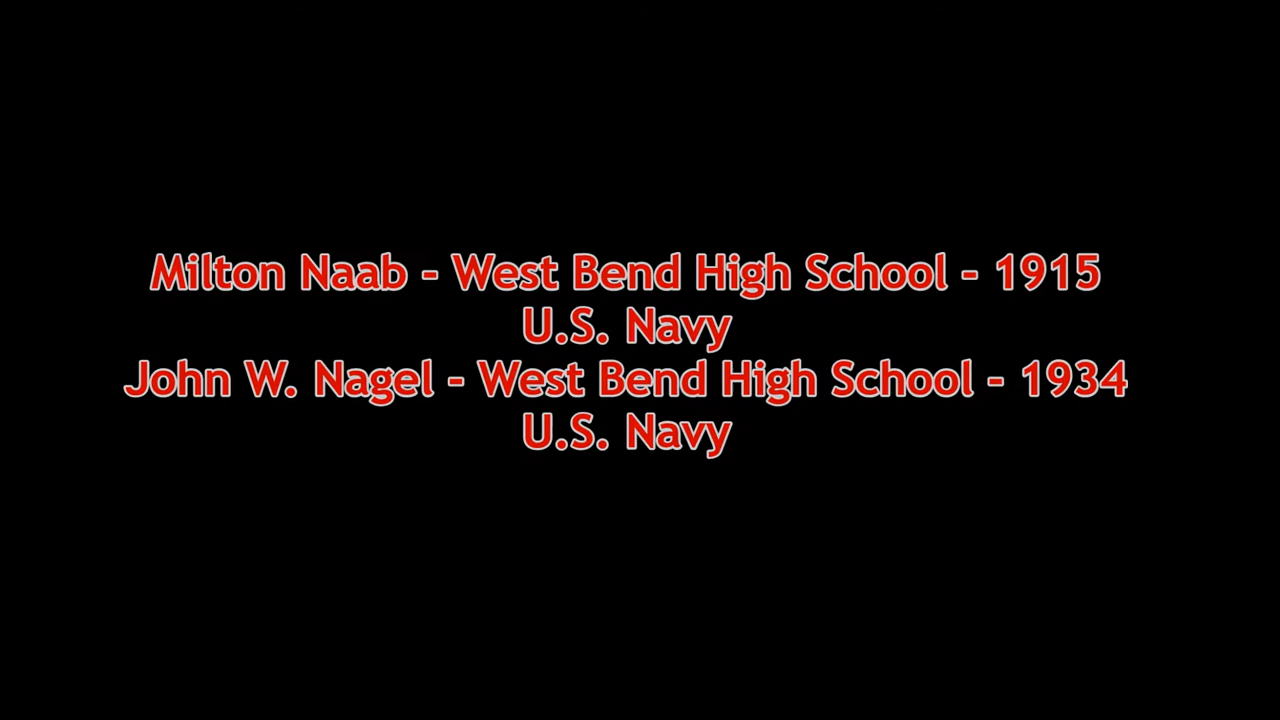 Milton Naab - West Bend High School - 1915
U.S. Navy
John W. Nagel - West Bend High School - 1934
U.S. Navy